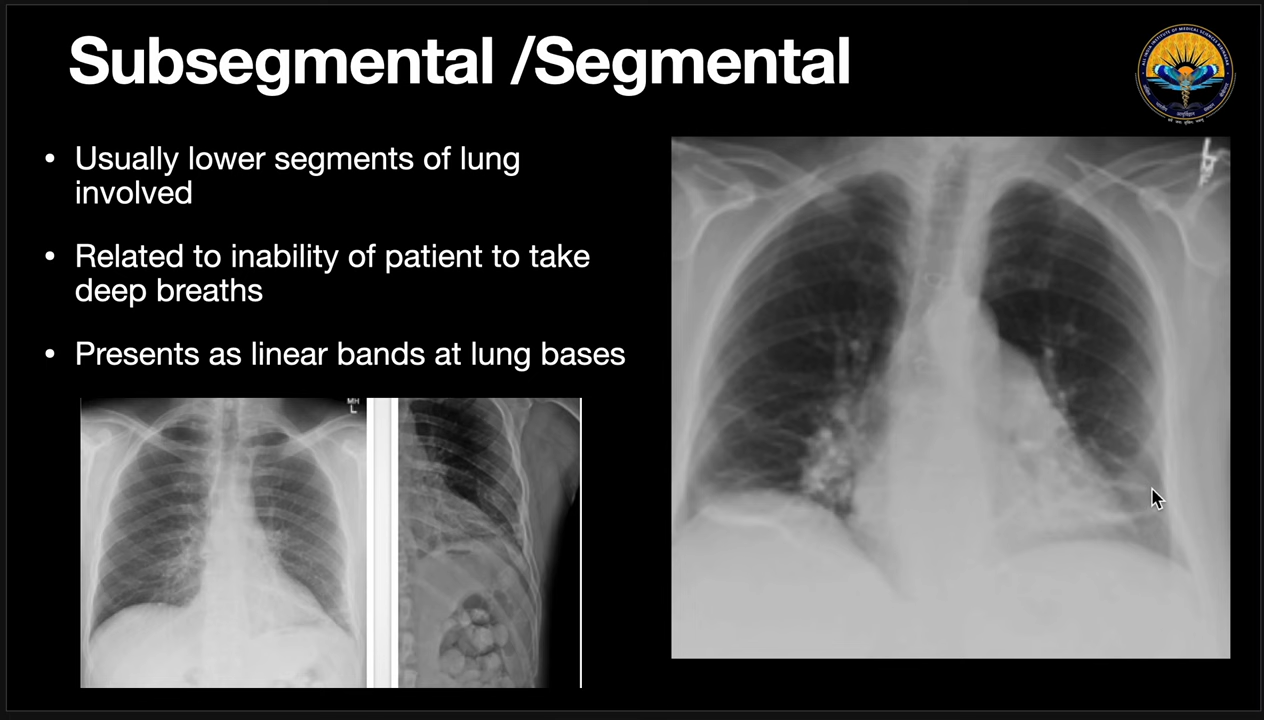 Subsegmental /Segmental
• Usually lower segments of lung
involved
• Related to inability of patient to take
deep breaths
• Presents as linear bands at lung bases
MH
L